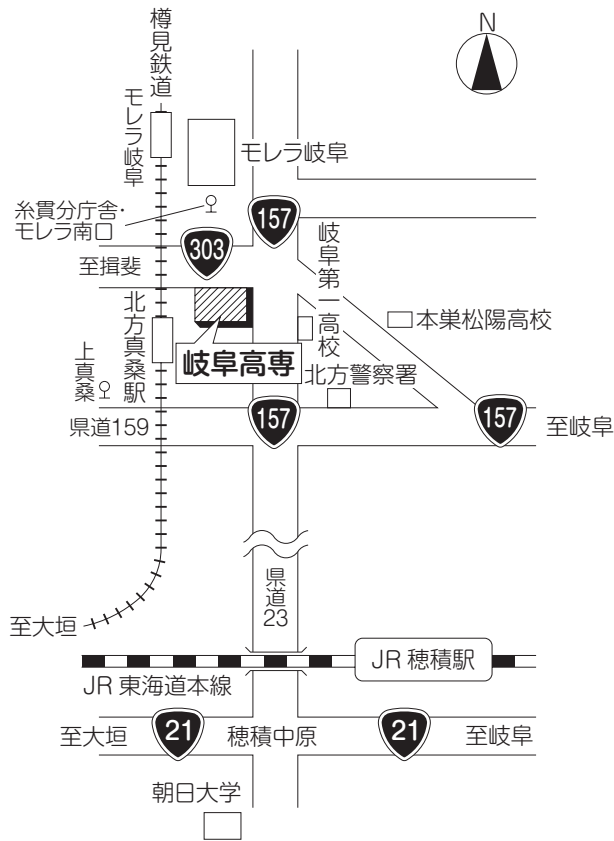 N
樽見鉄道
モレラ岐阜
モレラ岐阜
糸貫分庁舎・
モレラ南口
157
303
至揖斐
岐阜第一高校
本巣松陽高校
北方真桑駅
岐阜高専
上真桑
北方警察署
県道159
157
157
至岐阜
県道23
至大垣
JR 穂積駅
JR 東海道本線
至大垣
21
穂積中原
21
至岐阜
朝日大学